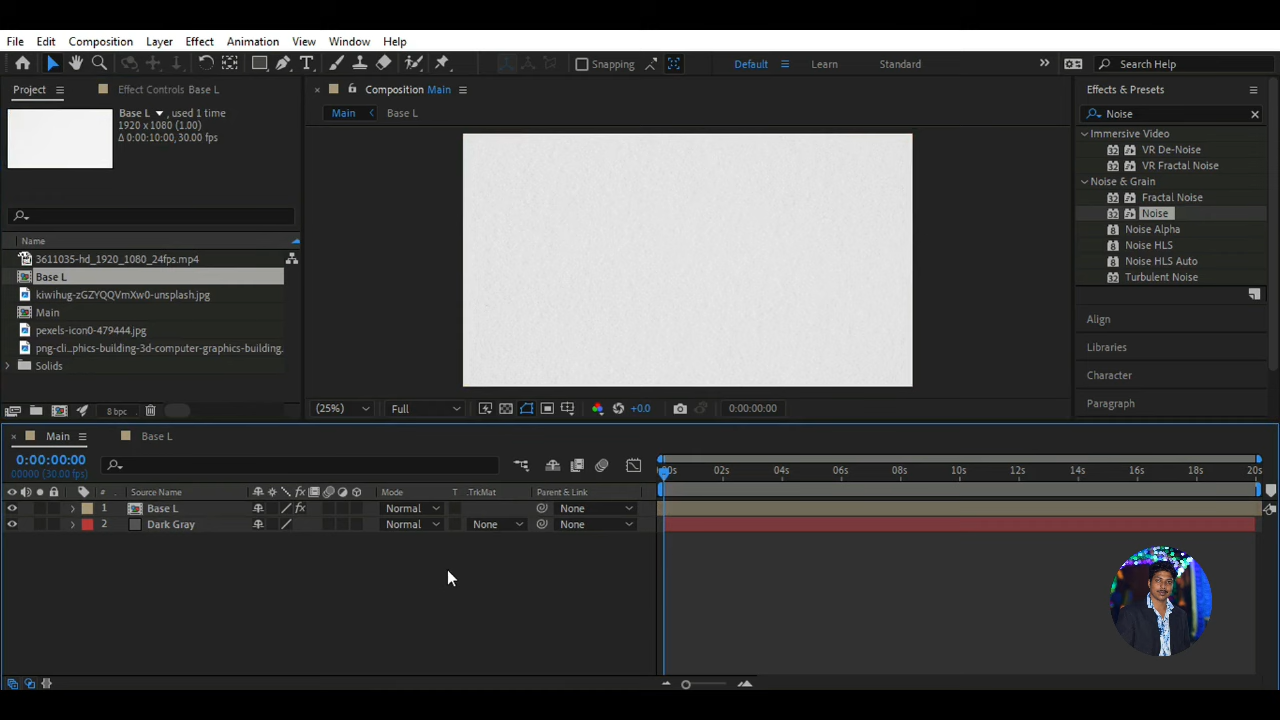 File Edit Composition Layer Effect Animation View Window Help
Snapping Default Learn Standard Search Help
Project Effect Controls Base L
Base L , used 1 time
1920 x 1080 (1.00)
Δ 0:00:10:00, 30.00 fps
Name
3611035-hd_1920_1080_24fps.mp4
Base L
kiwihug-zGZYQQVmXw0-unsplash.jpg
Main
pexels-icon0-479444.jpg
png-cli...phics-building-3d-computer-graphics-building.
Solids
8 bpc
Composition Main
Main Base L
(25%) Full +0.0 0:00:00:00
Effects & Presets
Noise
Immersive Video
VR De-Noise
VR Fractal Noise
Noise & Grain
Fractal Noise
Noise
Noise Alpha
Noise HLS
Noise HLS Auto
Turbulent Noise
Align
Libraries
Character
Paragraph
Main Base L
0:00:00:00
00000 (30.00 fps)
:00s 02s 04s 06s 08s 10s 12s 14s 16s 18s 20s
# Source Name Mode T .TrkMat Parent & Link
1 Base L Normal None
2 Dark Gray Normal None None